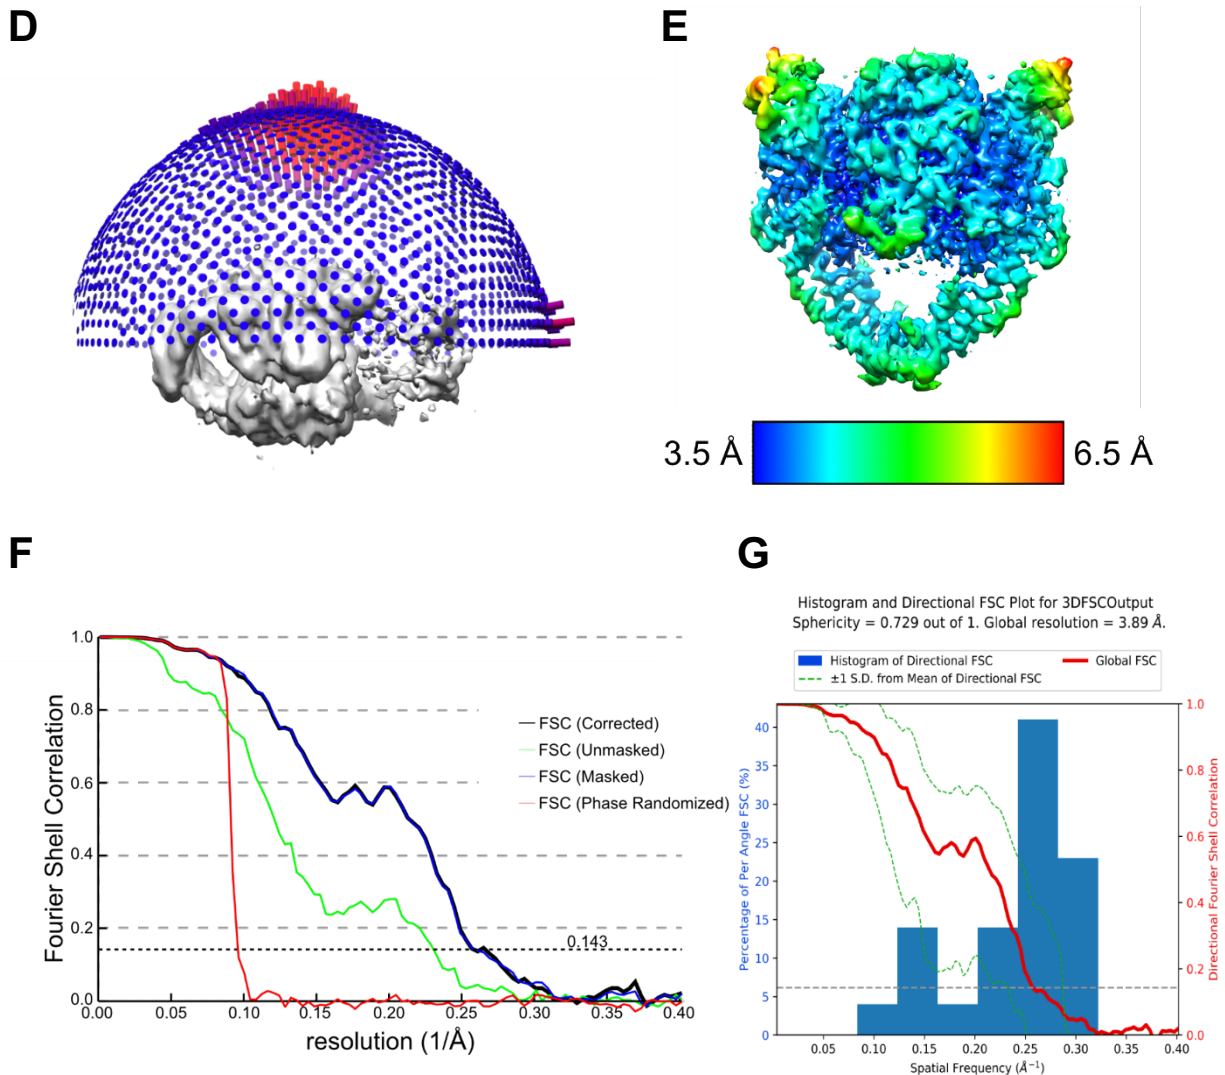 D
E
3.5 Å
6.5 Å
F
G
Fourier Shell Correlation
1.0
0.8
0.6
0.4
0.2
0.0
FSC (Corrected)
FSC (Unmasked)
FSC (Masked)
FSC (Phase Randomized)
0.143
0.00 0.05 0.10 0.15 0.20 0.25 0.30 0.35 0.40
resolution (1/Å)
Histogram and Directional FSC Plot for 3DFSCOutput
Sphericity = 0.729 out of 1. Global resolution = 3.89 Å.
Histogram of Directional FSC
Global FSC
±1 S.D. from Mean of Directional FSC
Percentage of Per Angle FSC (%)
40
35
30
25
20
15
10
5
0
1.0
0.8
0.6
0.4
0.2
0.0
Directional Fourier Shell Correlation
0.05 0.10 0.15 0.20 0.25 0.30 0.35 0.40
Spatial Frequency (Å⁻¹)